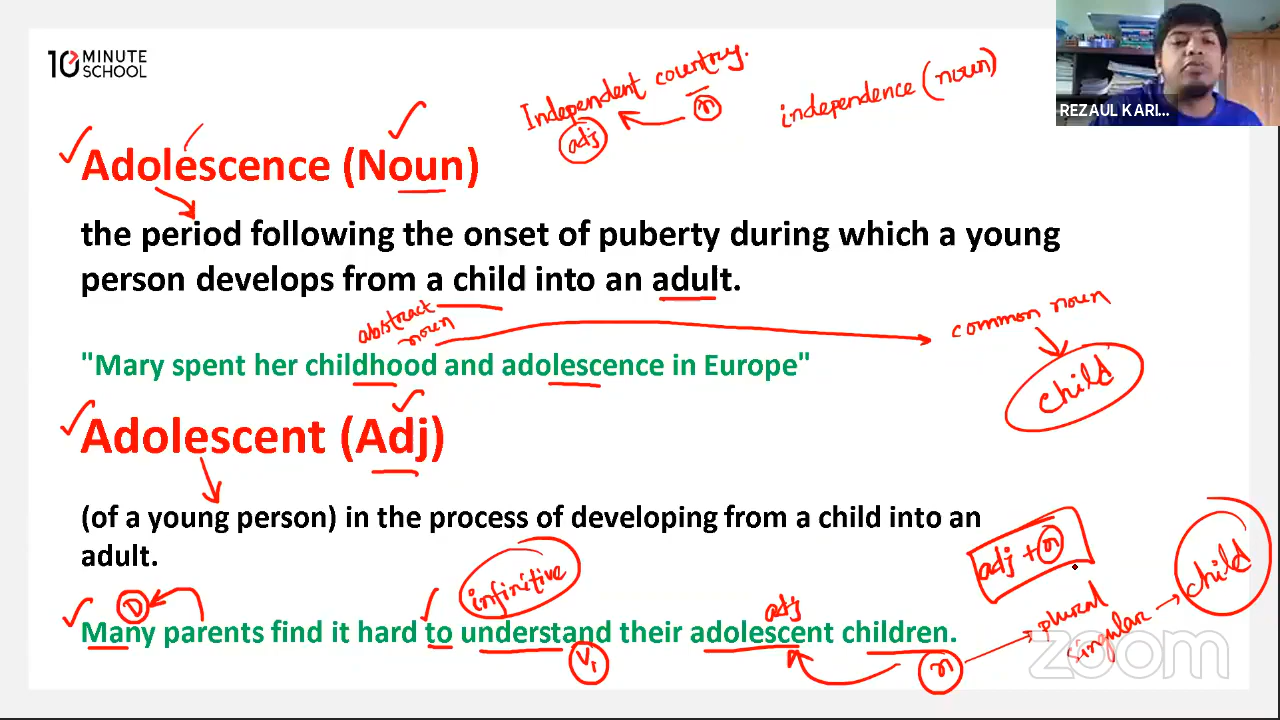 10 MINUTE SCHOOL
Independent country.
independence (noun)
REZAUL KARI...
adj
n
Adolescence (Noun)
the period following the onset of puberty during which a young
person develops from a child into an adult.
abstract noun
common noun
"Mary spent her childhood and adolescence in Europe"
child
Adolescent (Adj)
(of a young person) in the process of developing from a child into an
adult.
adj + n
child
infinitive
D
adj
plural
singular
Many parents find it hard to understand their adolescent children.
V1
n
zoom